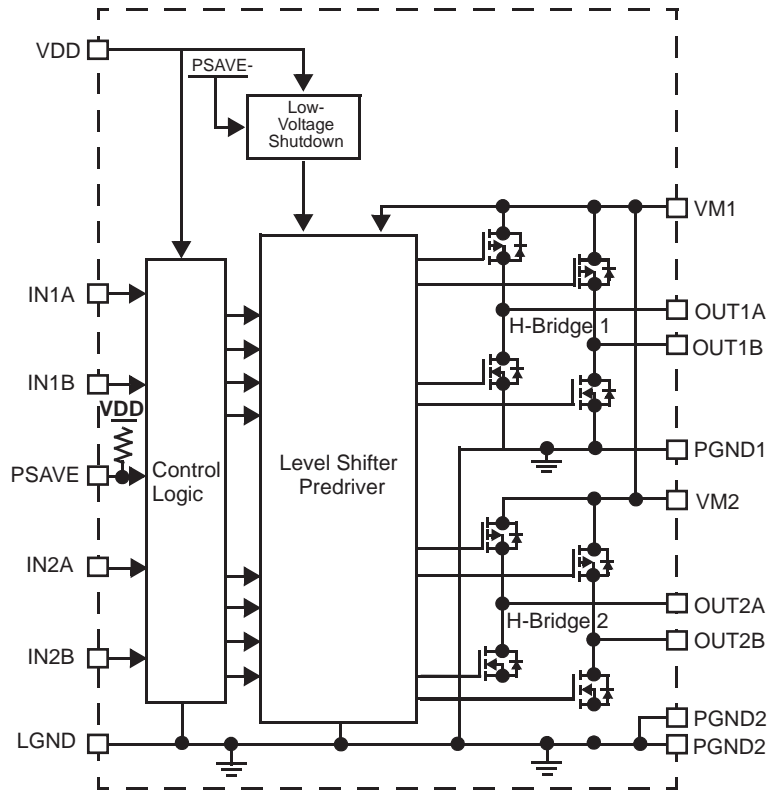 VDD
PSAVE-
Low-
Voltage
Shutdown
VM1
IN1A
OUT1A
H-Bridge 1
OUT1B
IN1B
VDD
PSAVE
Control
Logic
Level Shifter
Predriver
PGND1
VM2
IN2A
OUT2A
H-Bridge 2
OUT2B
IN2B
PGND2
LGND
PGND2